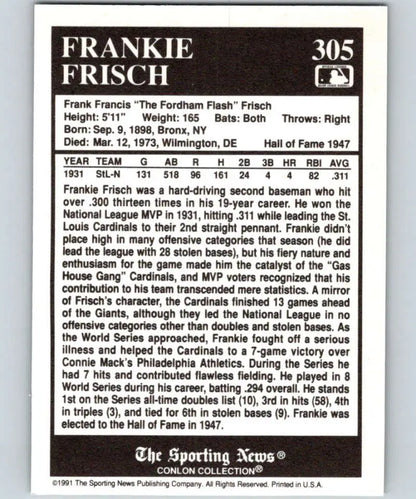 FRANKIE 305
FRISCH
Frank Francis "The Fordham Flash" Frisch
Height: 5'11" Weight: 165 Bats: Both Throws: Right
Born: Sep. 9, 1898, Bronx, NY
Died: Mar. 12, 1973, Wilmington, DE Hall of Fame 1947
YEAR TEAM G AB R H 2B 3B HR RBI AVG
1931 StL-N 131 518 96 161 24 4 4 82 .311
Frankie Frisch was a hard-driving second baseman who hit
over .300 thirteen times in his 19-year career. He won the
National League MVP in 1931, hitting .311 while leading the St.
Louis Cardinals to their 2nd straight pennant. Frankie didn't
place high in many offensive categories that season (he did
lead the league with 28 stolen bases), but his fiery nature and
enthusiasm for the game made him the catalyst of the "Gas
House Gang" Cardinals, and MVP voters recognized that his
contribution to his team transcended mere statistics. A mirror
of Frisch's character, the Cardinals finished 13 games ahead
of the Giants, although they led the National League in no
offensive categories other than doubles and stolen bases. As
the World Series approached, Frankie fought off a serious
illness and helped the Cardinals to a 7-game victory over
Connie Mack's Philadelphia Athletics. During the Series he
had 7 hits and contributed flawless fielding. He played in 8
World Series during his career, batting .294 overall. He stands
1st on the Series all-time doubles list (10), 3rd in hits (58), 4th
in triples (3), and tied for 6th in stolen bases (9). Frankie was
elected to the Hall of Fame in 1947.
The Sporting News®
CONLON COLLECTION®
©1991 The Sporting News Publishing Company. All Rights Reserved. Printed in U.S.A.